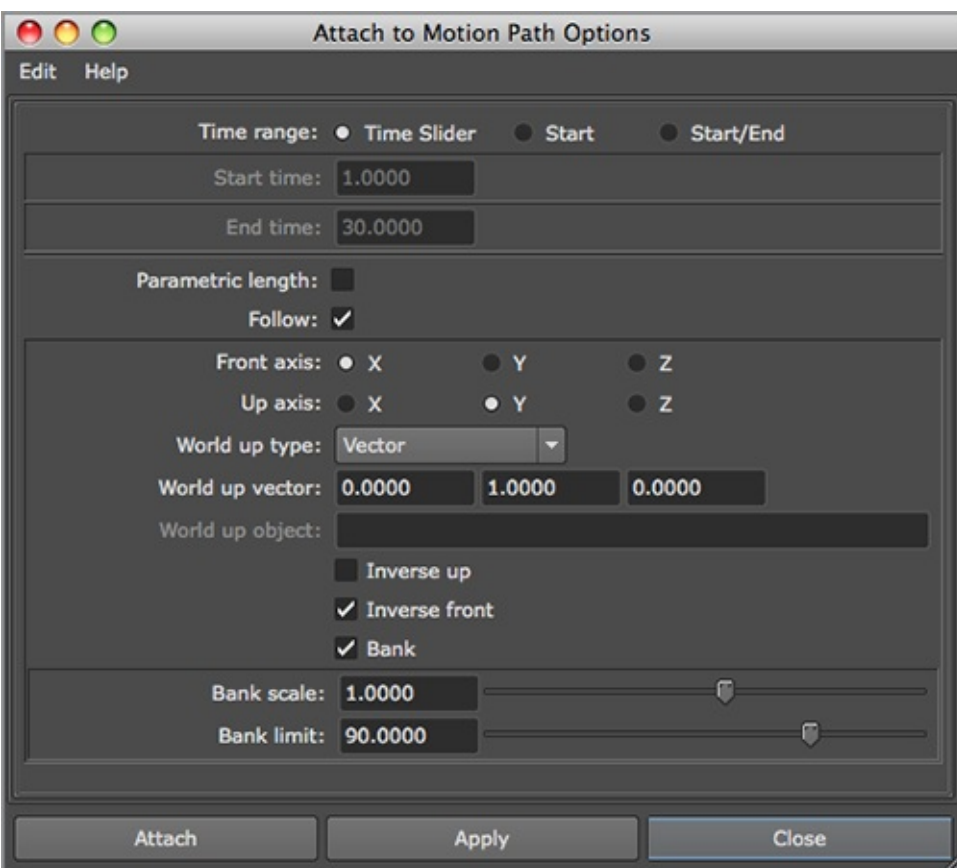 Attach to Motion Path Options
Edit Help
Time range: Time Slider Start Start/End
Start time: 1.0000
End time: 30.0000
Parametric length:
Follow:
Front axis: X Y Z
Up axis: X Y Z
World up type: Vector
World up vector: 0.0000 1.0000 0.0000
World up object:
Inverse up
Inverse front
Bank
Bank scale: 1.0000
Bank limit: 90.0000
Attach Apply Close